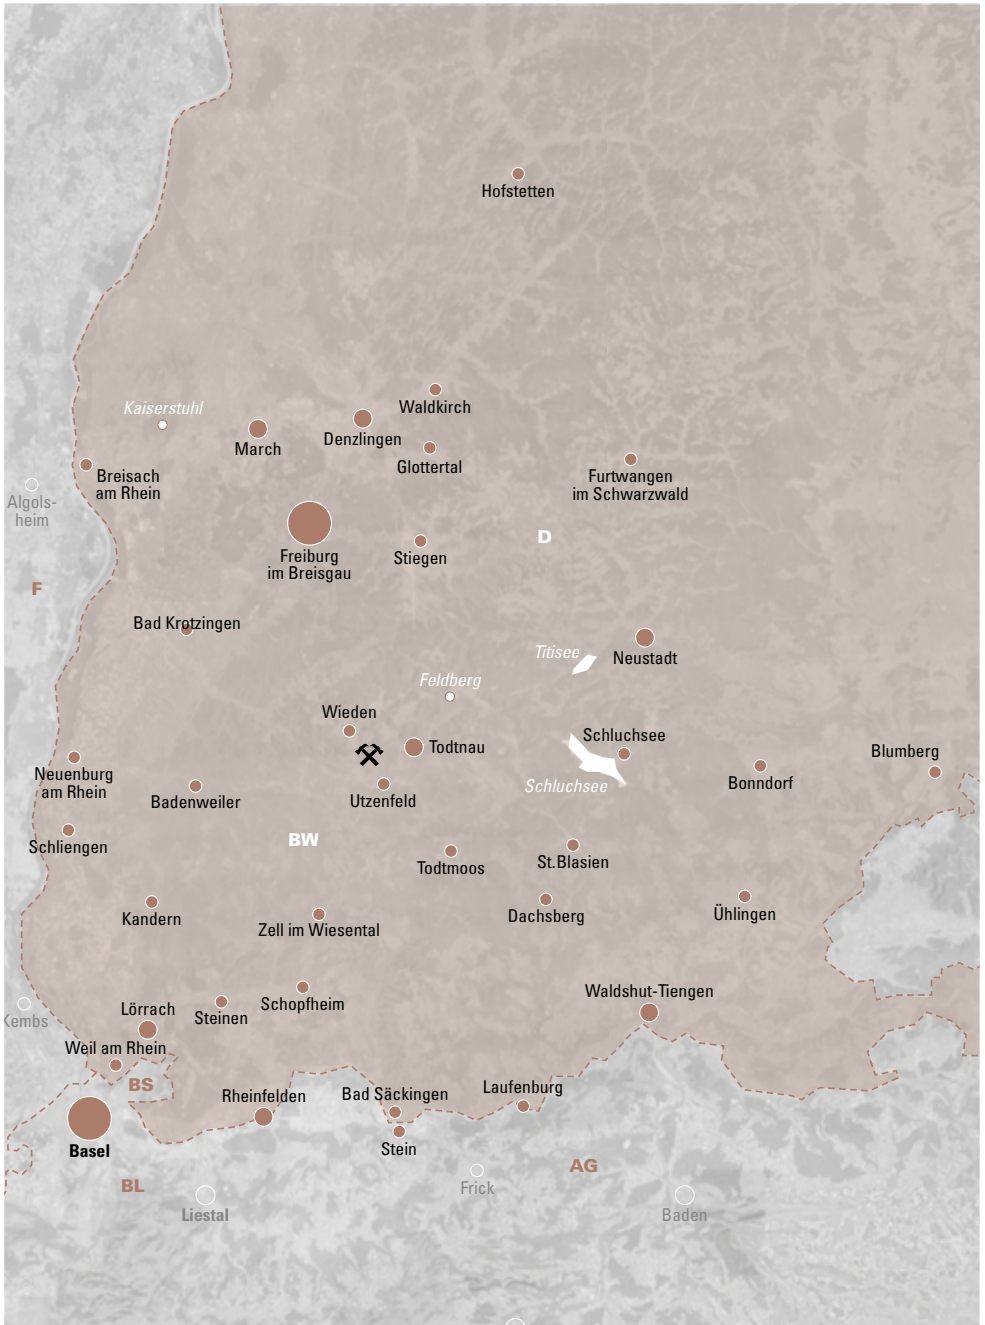 Hofstetten
Waldkirch
Kaiserstuhl
Denzlingen
March
Glottertal
Breisach
am Rhein
Furtwangen
im Schwarzwald
Algols-
heim
D
Freiburg
im Breisgau
Stiegen
F
Bad Krotzingen
Titisee
Neustadt
Feldberg
Wieden
Todtnau
Schluchsee
Blumberg
Neuenburg
am Rhein
Badenweiler
Utzenfeld
Schluchsee
Bonndorf
BW
Schliengen
Todtmoos
St.Blasien
Kandern
Zell im Wiesental
Dachsberg
Ühlingen
Waldshut-Tiengen
Schopfheim
Lörrach
Steinen
Kembs
Weil am Rhein
BS
Rheinfelden
Bad Säckingen
Laufenburg
Basel
Stein
AG
BL
Frick
Liestal
Baden